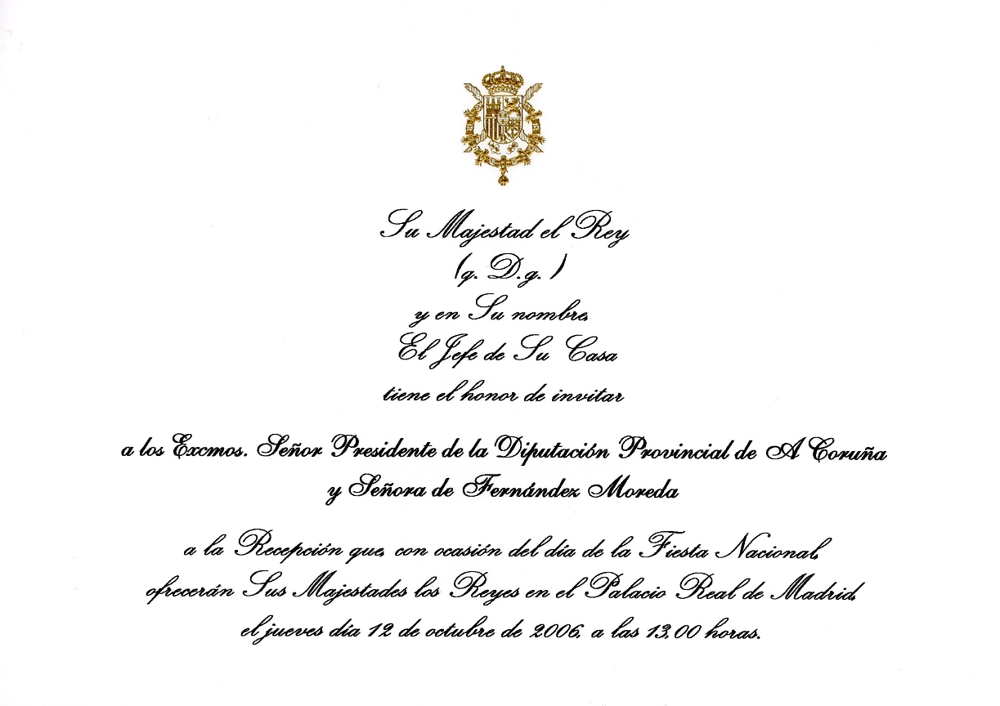 Su Majestad el Rey
(q. D.g. )
y en Su nombre,
El Jefe de Su Casa
tiene el honor de invitar
a los Excmos. Señor Presidente de la Diputación Provincial de A Coruña
y Señora de Fernández Moreda
a la Recepción que, con ocasión del día de la Fiesta Nacional,
ofrecerán Sus Majestades los Reyes en el Palacio Real de Madrid,
el jueves día 12 de octubre de 2006, a las 13,00 horas.